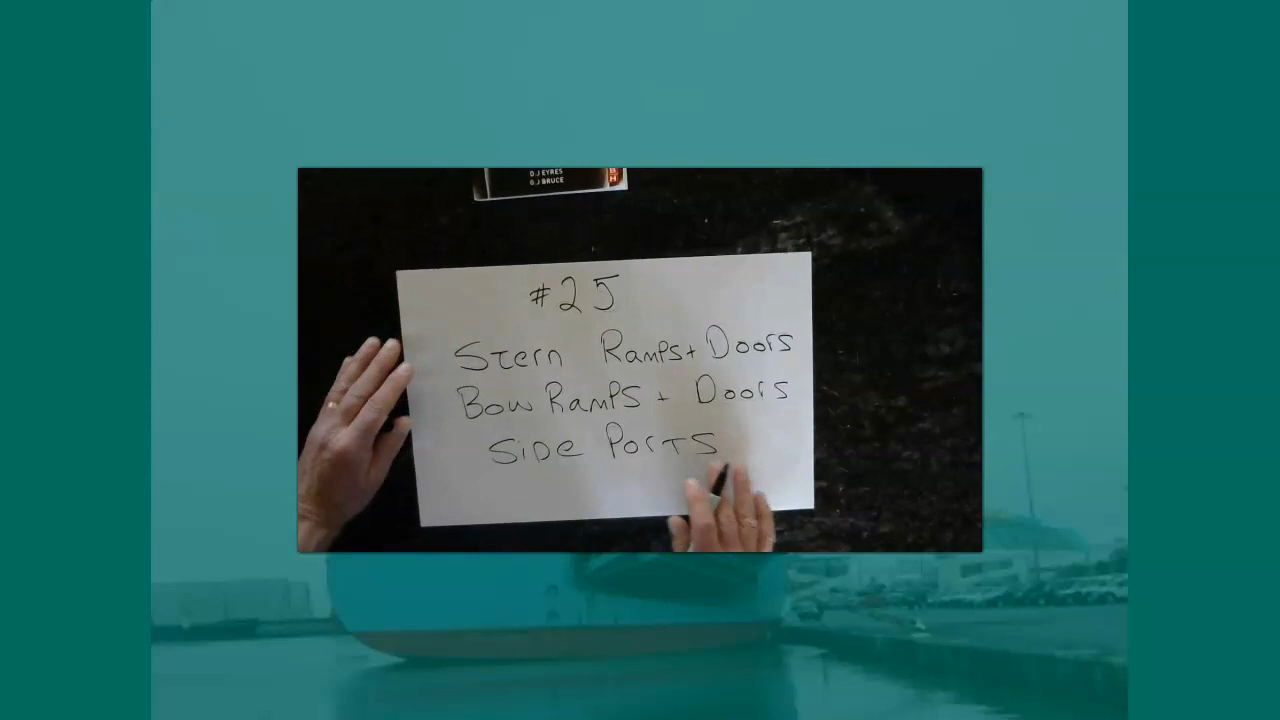 D.J EYRES
G.J BRUCE
B
H
#25
Stern Ramps + Doors
Bow Ramps + Doors
Side Ports